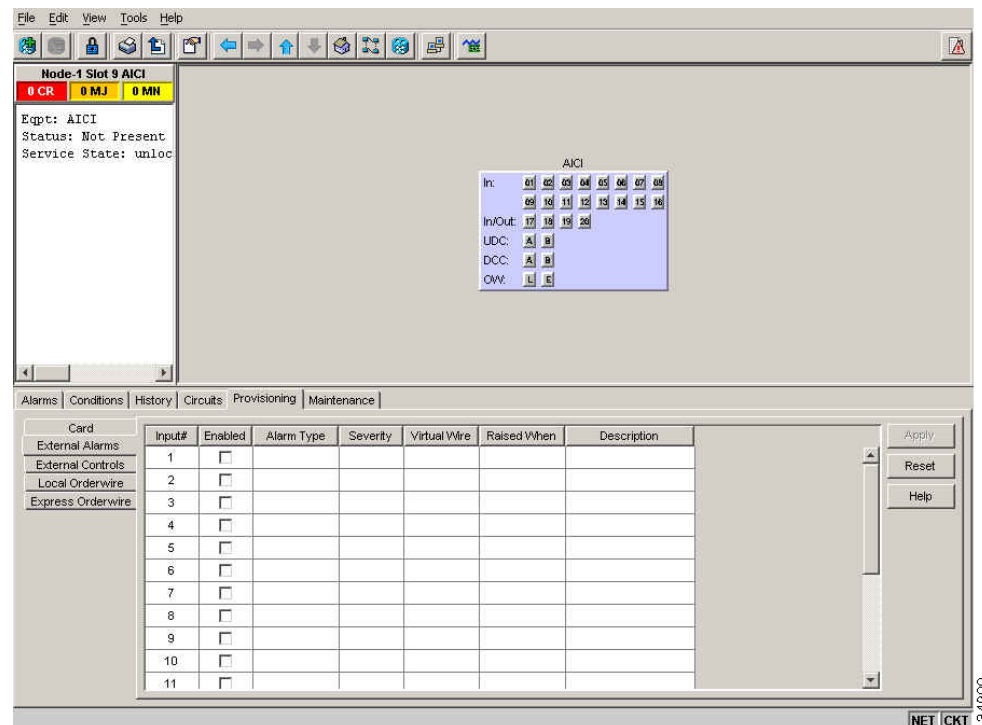 File Edit View Tools Help
Node-1 Slot 9 AICI
0 CR 0 MJ 0 MN
Eqpt: AICI
Status: Not Present
Service State: unloc
AICI
In: 01 02 03 04 05 06 07 08
09 10 11 12 13 14 15 16
In/Out: 17 18 19 20
UDC: A B
DCC: A B
OW: L E
Alarms Conditions History Circuits Provisioning Maintenance
Card
External Alarms
External Controls
Local Orderwire
Express Orderwire
Input# Enabled Alarm Type Severity Virtual Wire Raised When Description
1
2
3
4
5
6
7
8
9
10
11
Apply
Reset
Help
NET CKT